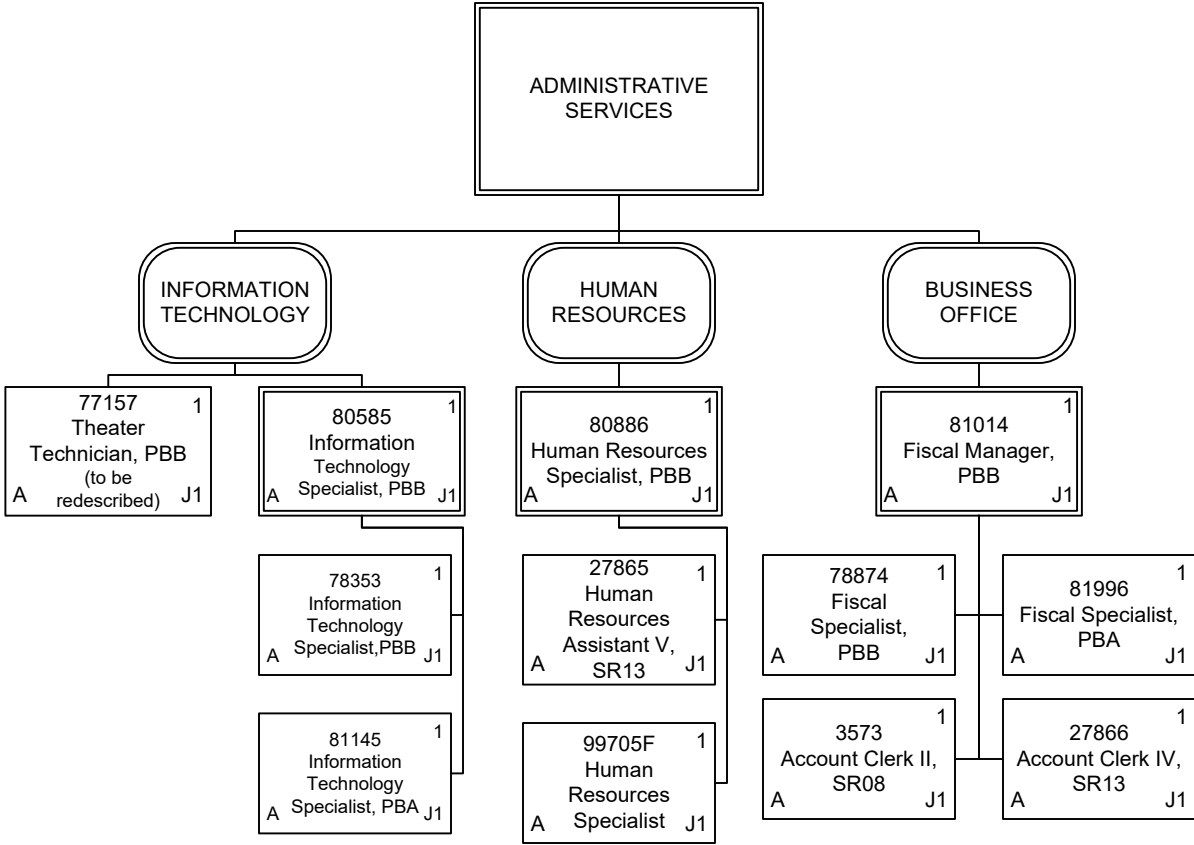 ADMINISTRATIVE
SERVICES
INFORMATION
TECHNOLOGY
HUMAN
RESOURCES
BUSINESS
OFFICE
77157 1
Theater
Technician, PBB
(to be
A redescribed) J1
80585 1
Information
Technology
A Specialist, PBB J1
80886 1
Human Resources
Specialist, PBB
A J1
81014 1
Fiscal Manager,
PBB
A J1
78353 1
Information
Technology
Specialist,PBB
A J1
27865 1
Human
Resources
Assistant V,
A SR13 J1
78874 1
Fiscal
Specialist,
A PBB J1
81996 1
Fiscal Specialist,
PBA
A J1
81145 1
Information
Technology
A Specialist, PBA J1
99705F 1
Human
Resources
A Specialist J1
3573 1
Account Clerk II,
SR08
A J1
27866 1
Account Clerk IV,
SR13
A J1